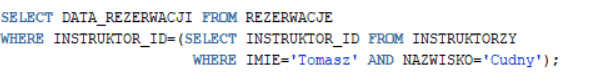 SELECT DATA_REZERWACJI FROM REZERWACJE
WHERE INSTRUKTOR_ID=(SELECT INSTRUKTOR_ID FROM INSTRUKTORZY
WHERE IMIE='Tomasz' AND NAZWISKO='Cudny');